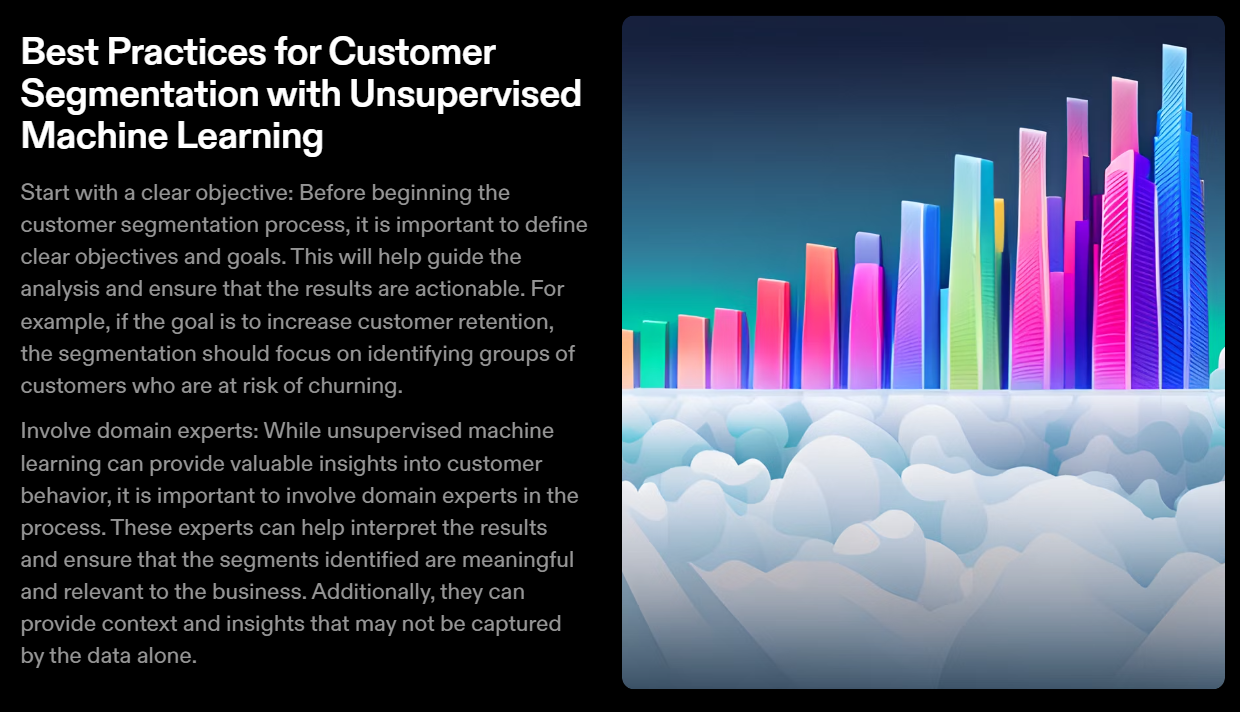 Best Practices for Customer
Segmentation with Unsupervised
Machine Learning
Start with a clear objective: Before beginning the
customer segmentation process, it is important to define
clear objectives and goals. This will help guide the
analysis and ensure that the results are actionable. For
example, if the goal is to increase customer retention,
the segmentation should focus on identifying groups of
customers who are at risk of churning.
Involve domain experts: While unsupervised machine
learning can provide valuable insights into customer
behavior, it is important to involve domain experts in the
process. These experts can help interpret the results
and ensure that the segments identified are meaningful
and relevant to the business. Additionally, they can
provide context and insights that may not be captured
by the data alone.